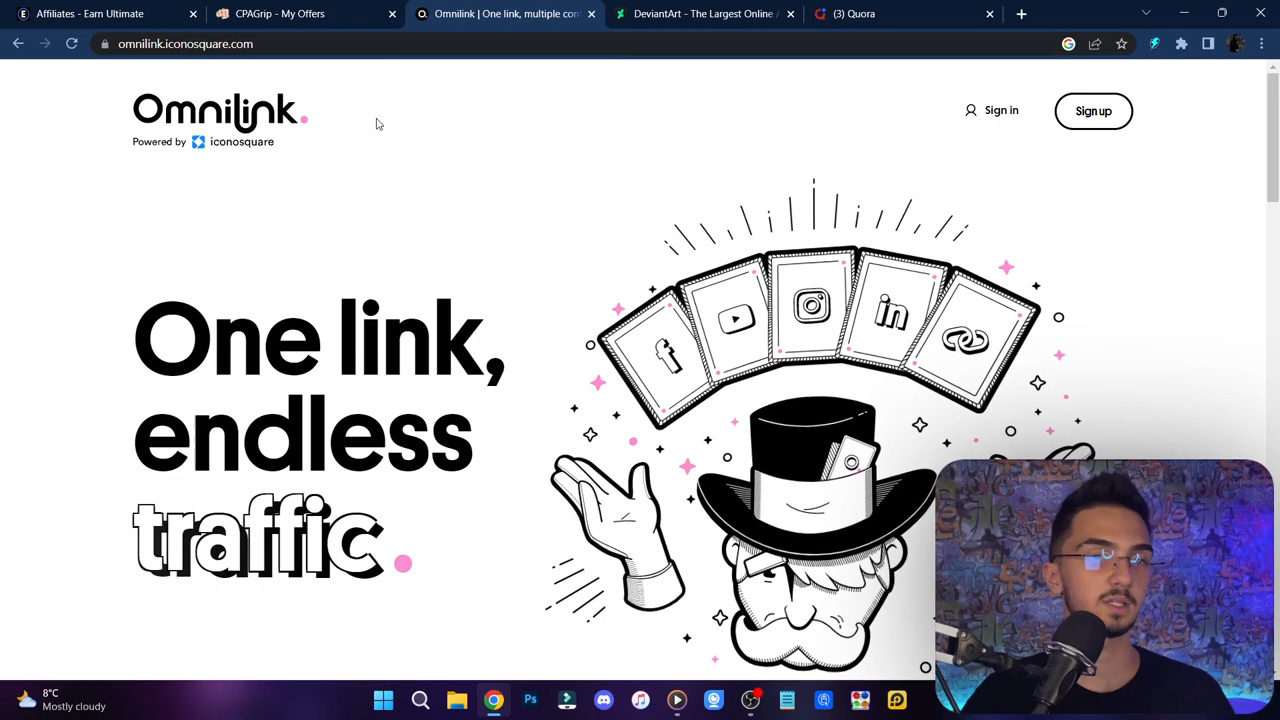 Affiliates - Earn Ultimate
CPAGrip - My Offers
Omnilink | One link, multiple con
DeviantArt - The Largest Online A
(3) Quora
omnilink.iconosquare.com
Omnilink.
Powered by iconosquare
Sign in
Sign up
One link,
endless
traffic.
8°C
Mostly cloudy